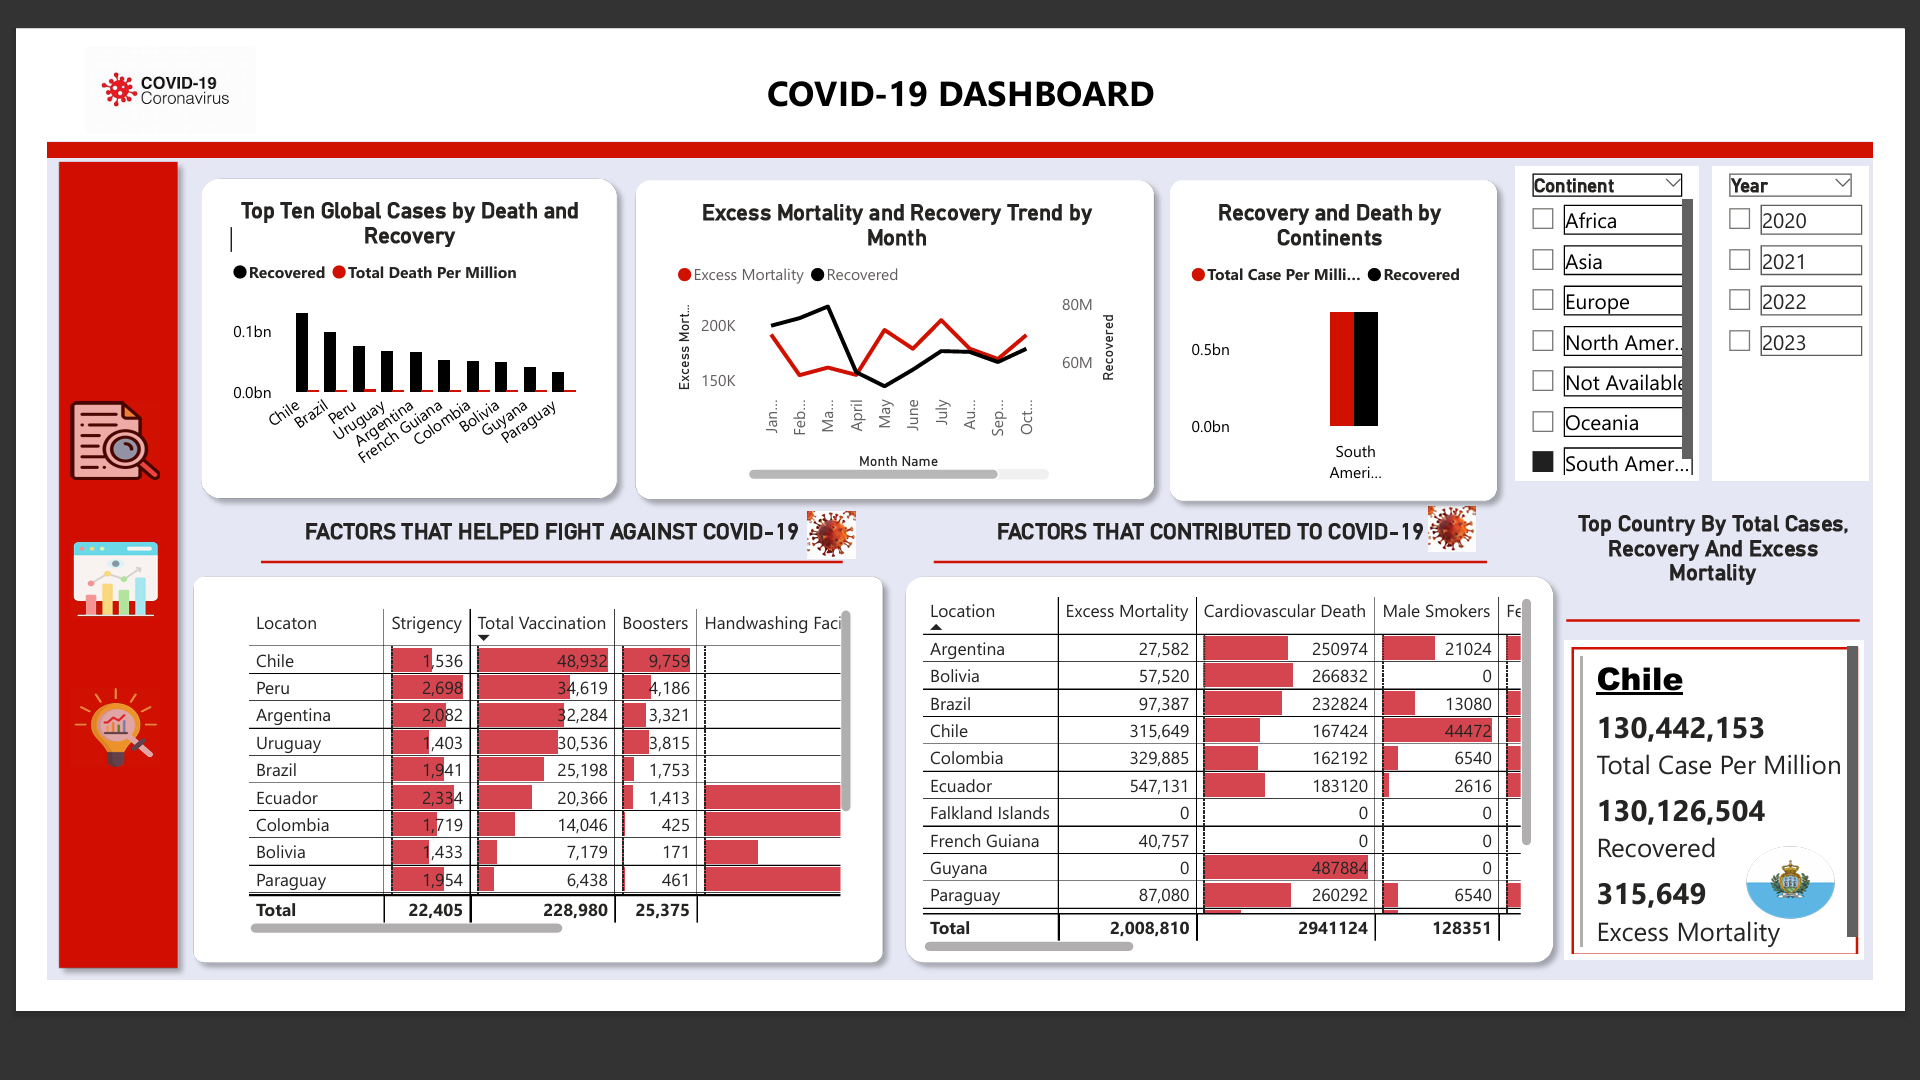 COVID-19
Coronavirus
COVID-19 DASHBOARD
Top Ten Global Cases by Death and
Recovery
Recovered Total Death Per Million
0.1bn
0.0bn
Chile
Brazil
Peru
Uruguay
Argentina
French Guiana
Colombia
Bolivia
Guyana
Paraguay
Excess Mortality and Recovery Trend by
Month
Excess Mortality Recovered
Excess Mort...
200K
150K
80M
60M
Recovered
Jan...
Feb...
Ma...
April
May
June
July
Au...
Sep...
Oct...
Month Name
Recovery and Death by
Continents
Total Case Per Milli... Recovered
0.5bn
0.0bn
South
Ameri...
Continent
Africa
Asia
Europe
North Amer...
Not Available
Oceania
South Amer...
Year
2020
2021
2022
2023
FACTORS THAT HELPED FIGHT AGAINST COVID-19
Locaton Strigency Total Vaccination Boosters Handwashing Faci
Chile 1,536 48,932 9,759
Peru 2,698 34,619 4,186
Argentina 2,082 32,284 3,321
Uruguay 1,403 30,536 3,815
Brazil 1,941 25,198 1,753
Ecuador 2,334 20,366 1,413
Colombia 1,719 14,046 425
Bolivia 1,433 7,179 171
Paraguay 1,954 6,438 461
Total 22,405 228,980 25,375
FACTORS THAT CONTRIBUTED TO COVID-19
Location Excess Mortality Cardiovascular Death Male Smokers Fe
Argentina 27,582 250974 21024
Bolivia 57,520 266832 0
Brazil 97,387 232824 13080
Chile 315,649 167424 44472
Colombia 329,885 162192 6540
Ecuador 547,131 183120 2616
Falkland Islands 0 0 0
French Guiana 40,757 0 0
Guyana 0 487884 0
Paraguay 87,080 260292 6540
Total 2,008,810 2941124 128351
Top Country By Total Cases,
Recovery And Excess
Mortality
Chile
130,442,153
Total Case Per Million
130,126,504
Recovered
315,649
Excess Mortality